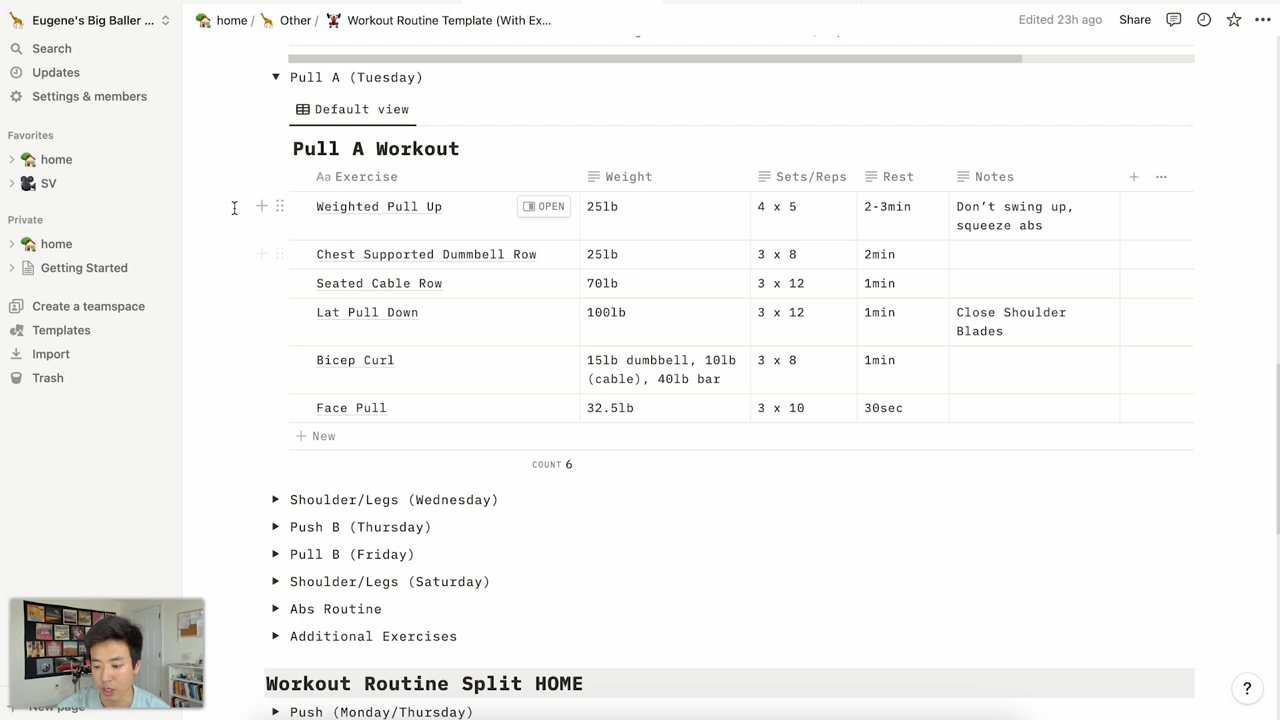 Eugene's Big Baller ...
home /
Other /
Workout Routine Template (With Ex...
Edited 23h ago
Share
Search
Updates
Settings & members
Favorites
home
SV
Private
home
Getting Started
Create a teamspace
Templates
Import
Trash
New page
Pull A (Tuesday)
Default view
Pull A Workout
Aa Exercise
Weight
Sets/Reps
Rest
Notes
Weighted Pull Up
OPEN
25lb
4 x 5
2-3min
Don't swing up,
squeeze abs
Chest Supported Dummbell Row
25lb
3 x 8
2min
Seated Cable Row
70lb
3 x 12
1min
Lat Pull Down
100lb
3 x 12
1min
Close Shoulder
Blades
Bicep Curl
15lb dumbbell, 10lb
(cable), 40lb bar
3 x 8
1min
Face Pull
32.5lb
3 x 10
30sec
+ New
COUNT 6
Shoulder/Legs (Wednesday)
Push B (Thursday)
Pull B (Friday)
Shoulder/Legs (Saturday)
Abs Routine
Additional Exercises
Workout Routine Split HOME
Push (Monday/Thursday)
?